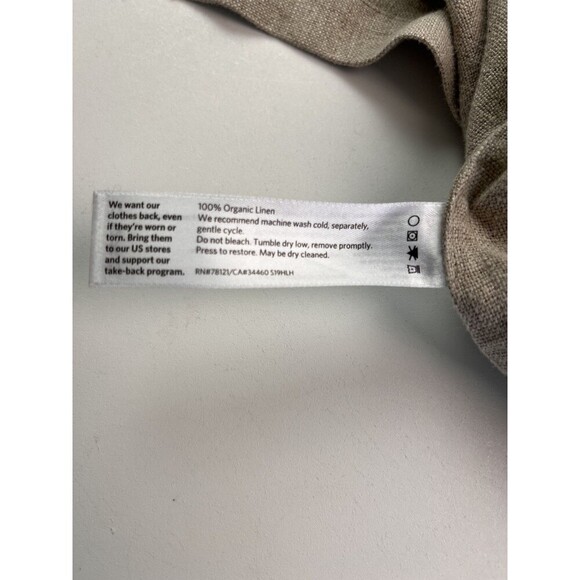 We want our
clothes back, even
if they're worn or
torn. Bring them
to our US stores
and support our
take-back program.
100% Organic Linen
We recommend machine wash cold, separately,
gentle cycle.
Do not bleach. Tumble dry low, remove promptly.
Press to restore. May be dry cleaned.
RN#78121/CA#34460 S19HLH